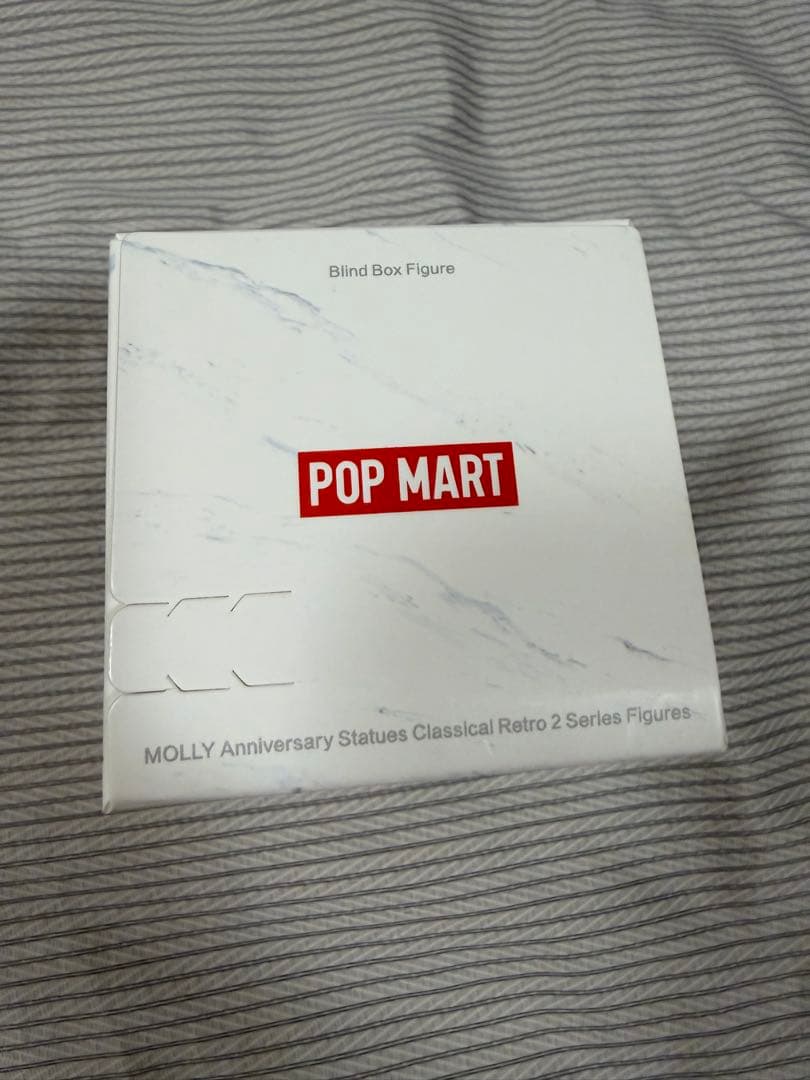 Blind Box Figure
POP MART
MOLLY Anniversary Statues Classical Retro 2 Series Figures